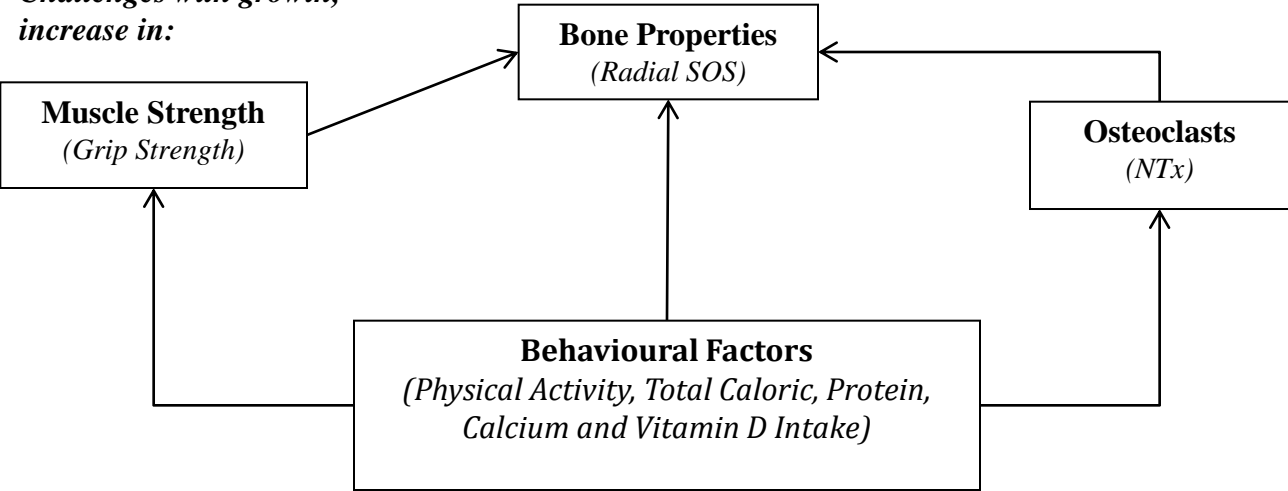 increase in:
Bone Properties
(Radial SOS)
Muscle Strength
(Grip Strength)
Osteoclasts
(NTx)
Behavioural Factors
(Physical Activity, Total Caloric, Protein,
Calcium and Vitamin D Intake)